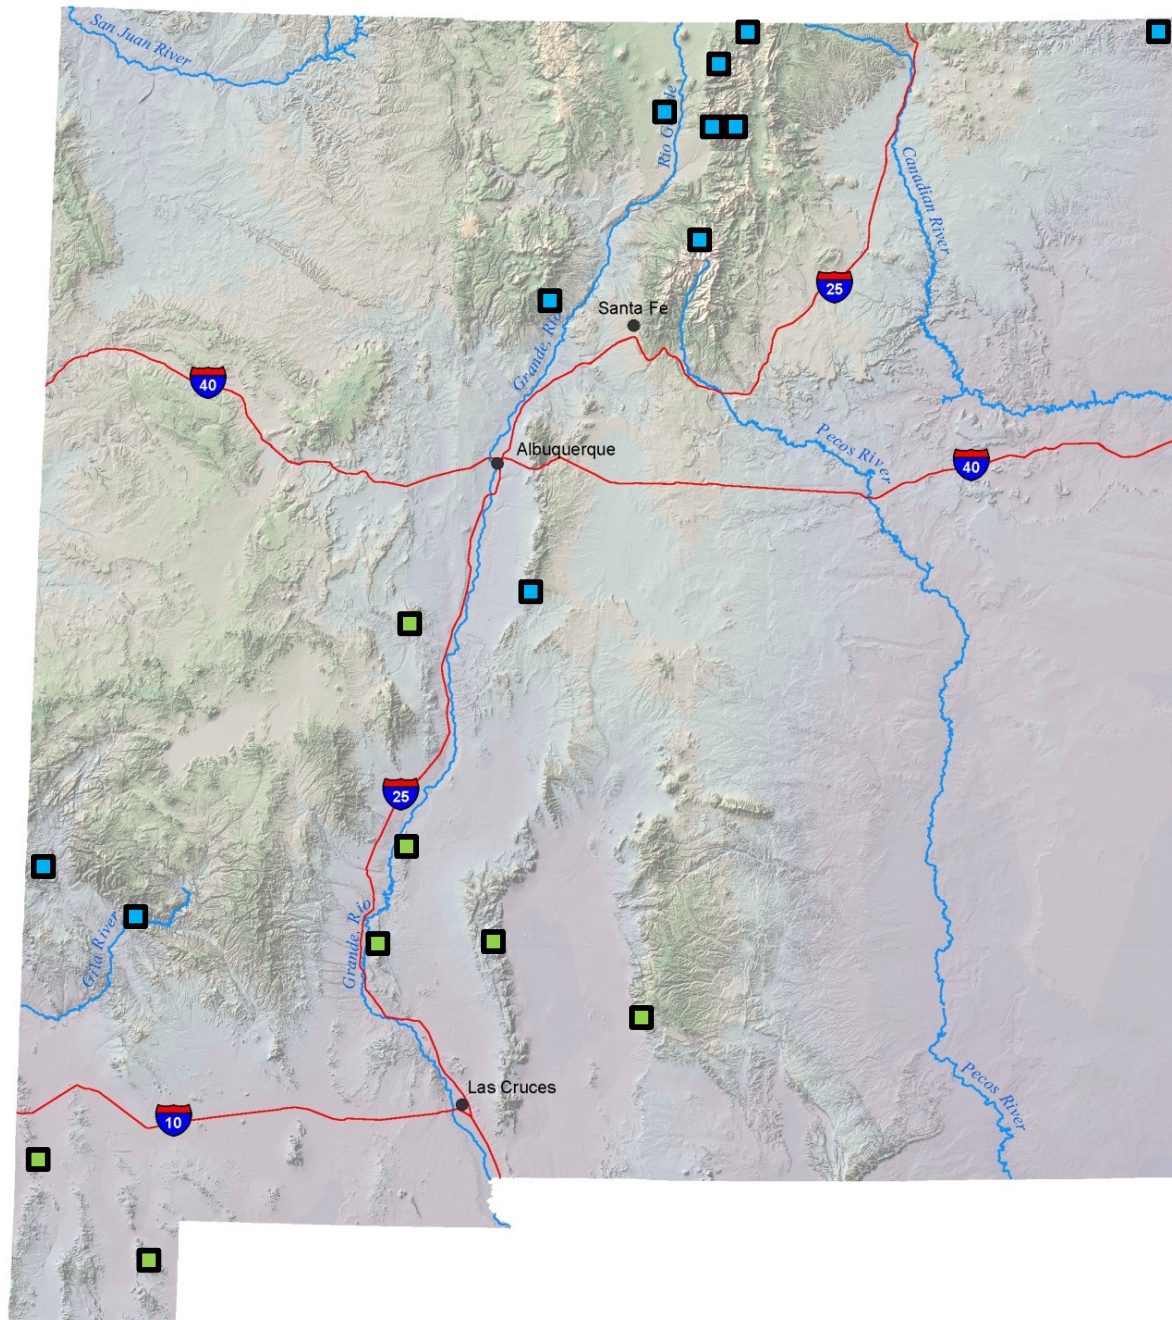 San Juan River
Rio Grande
Canadian River
25
Santa Fe
Grande, Rio
40
Albuquerque
Pecos River
40
25
Grande, Rio
Gila River
Las Cruces
Pecos River
10